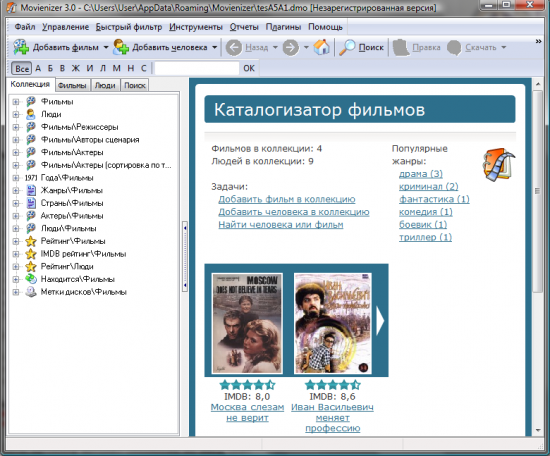 Movienizer 3.0 - C:\Users\User\AppData\Roaming\Movienizer\tesA5A1.dmo [Незарегистрированная версия]
Файл Управление Быстрый фильтр Инструменты Отчеты Плагины Помощь
Добавить фильм Добавить человека Назад Поиск Правка Скачать
Все А Б В Ж И Л М Н С ОК
Коллекция Фильмы Люди Поиск
Фильмы
Люди
Фильмы\Режиссеры
Фильмы\Авторы сценария
Фильмы\Актеры
Фильмы\Актеры (сортировка по т...
1971 Года\Фильмы
Жанры\Фильмы
Страны\Фильмы
Актеры\Фильмы
Люди\Фильмы
Рейтинг\Фильмы
IMDB рейтинг\Фильмы
Рейтинг\Люди
Находится\Фильмы
Метки дисков\Фильмы
Каталогизатор фильмов
Фильмов в коллекции: 4
Людей в коллекции: 9
Задачи:
Добавить фильм в коллекцию
Добавить человека в коллекцию
Найти человека или фильм
Популярные
жанры:
драма (3)
криминал (2)
фантастика (1)
комедия (1)
боевик (1)
триллер (1)
MOSCOW
DOES NOT BELIEVE IN TEARS
IMDB: 8,0
Москва слезам
не верит
ИВАН
ВАСИЛЬЕВИЧ
IMDB: 8,6
Иван Васильевич
меняет
профессию